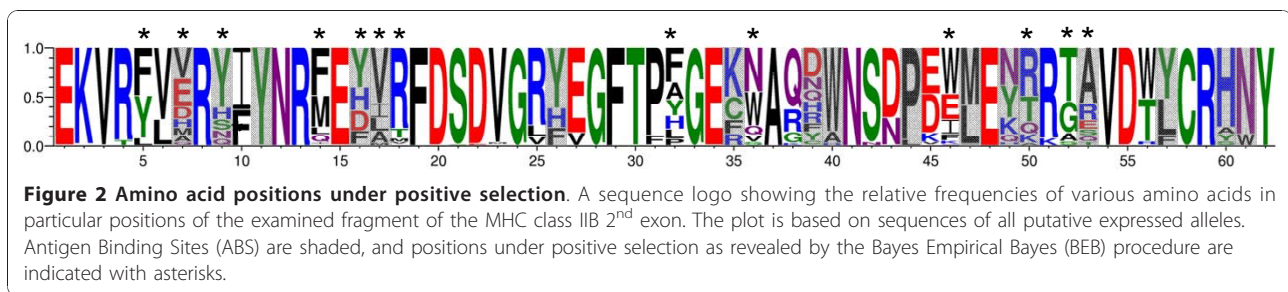 * * * * * * * * * * * * *
1.0
0.5
0.0
EKVRFVVRYIYNRFEYVRFDSDVGRYEGFTPFGEKNAQDWNSDPEWMENRRTAVDWYCRHNY
5 10 15 20 25 30 35 40 45 50 55 60
Figure 2 Amino acid positions under positive selection. A sequence logo showing the relative frequencies of various amino acids in
particular positions of the examined fragment of the MHC class IIB 2nd exon. The plot is based on sequences of all putative expressed alleles.
Antigen Binding Sites (ABS) are shaded, and positions under positive selection as revealed by the Bayes Empirical Bayes (BEB) procedure are
indicated with asterisks.